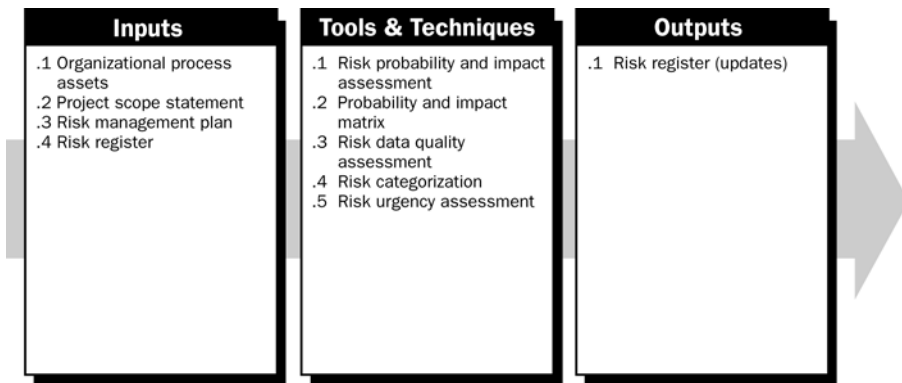 Inputs
.1 Organizational process
assets
.2 Project scope statement
.3 Risk management plan
.4 Risk register
Tools & Techniques
.1 Risk probability and impact
assessment
.2 Probability and impact
matrix
.3 Risk data quality
assessment
.4 Risk categorization
.5 Risk urgency assessment
Outputs
.1 Risk register (updates)